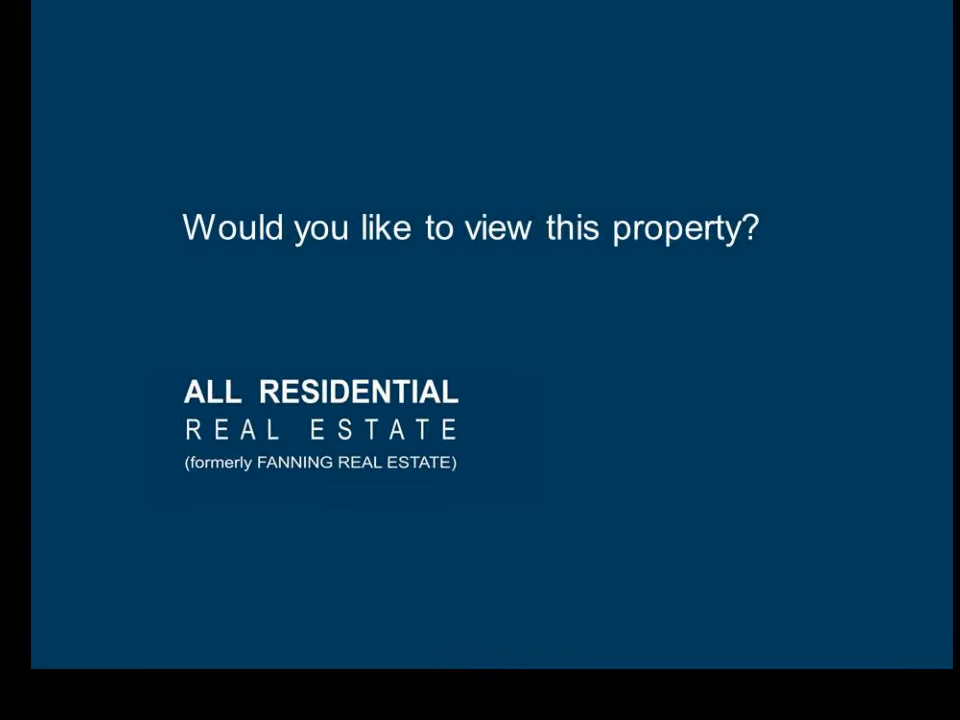 Would you like to view this property?
ALL RESIDENTIAL
REAL ESTATE
(formerly FANNING REAL ESTATE)